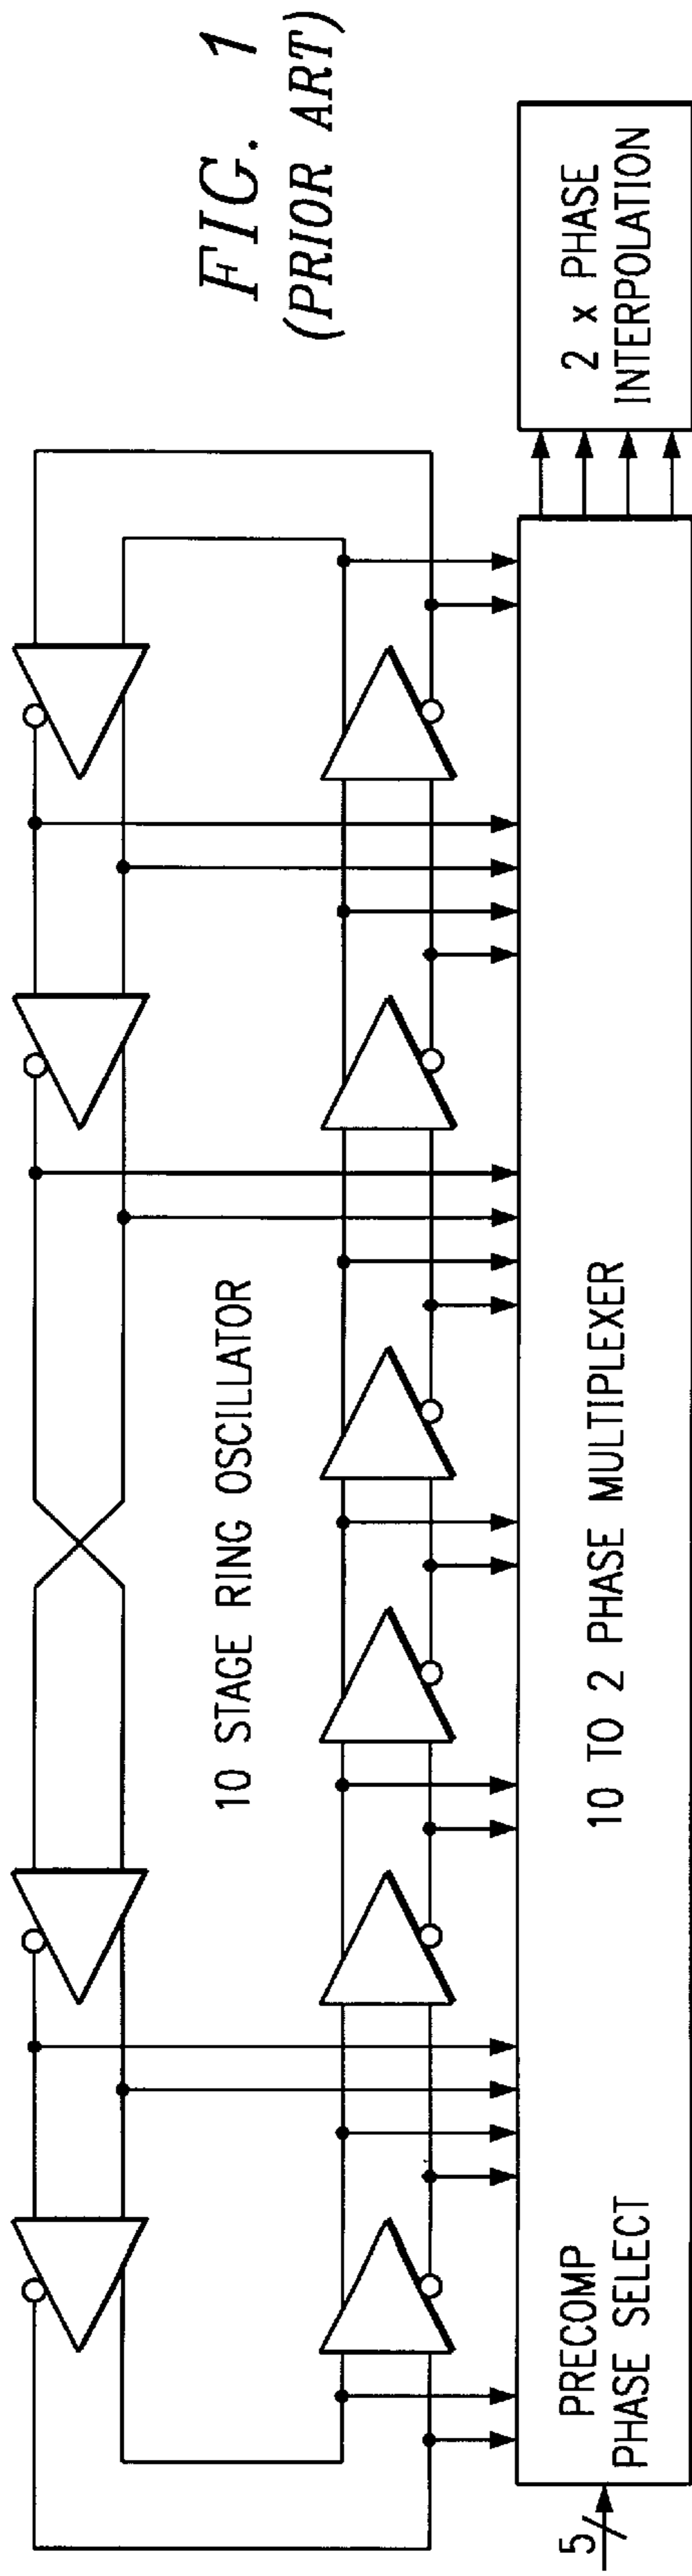 FIG. 1
(PRIOR ART)
10 STAGE RING OSCILLATOR
2 x PHASE
INTERPOLATION
10 TO 2 PHASE MULTIPLEXER
PRECOMP
PHASE SELECT
5